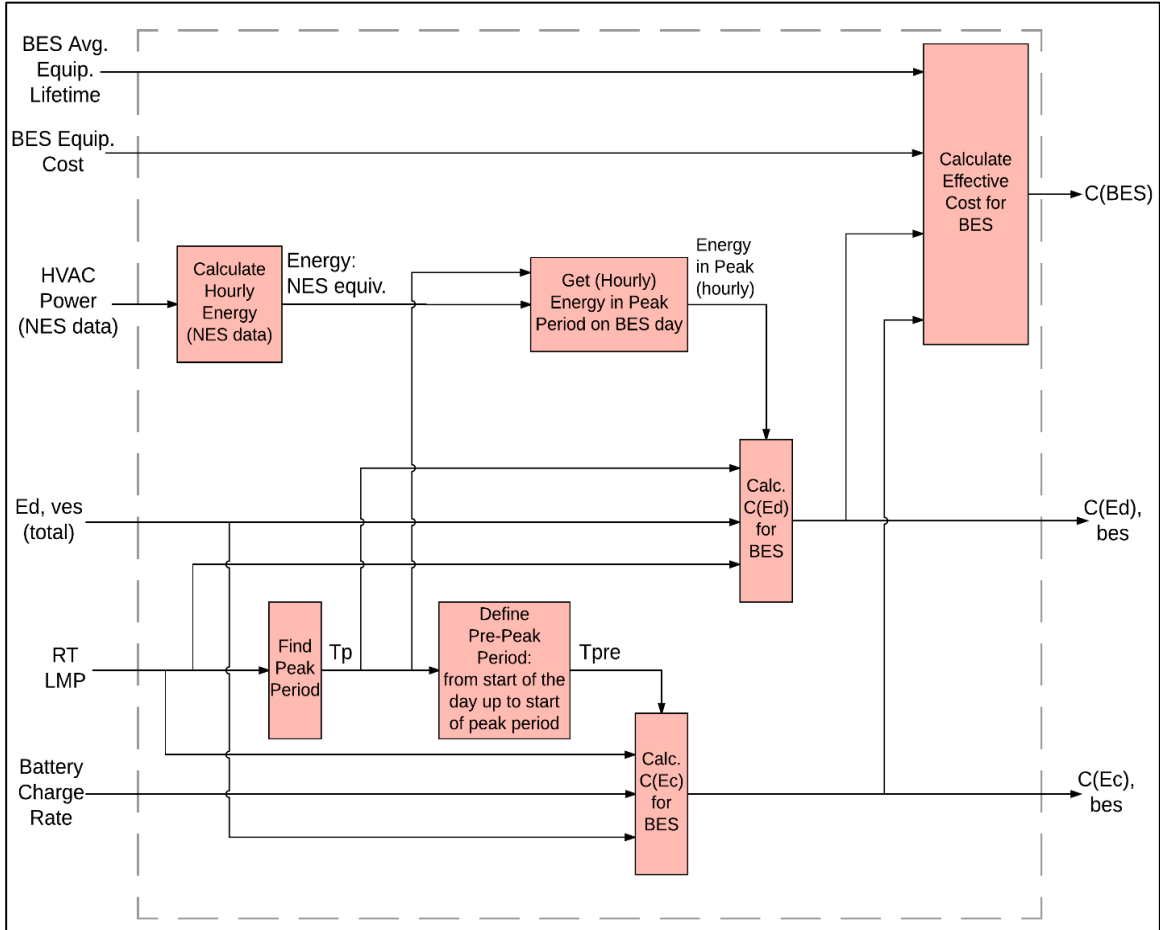 BES Avg.
Equip.
Lifetime
BES Equip.
Cost
Calculate
Effective
Cost for
BES
C(BES)
HVAC
Power
(NES data)
Calculate
Hourly
Energy
(NES data)
Energy:
NES equiv.
Get (Hourly)
Energy in Peak
Period on BES day
Energy
in Peak
(hourly)
Ed, ves
(total)
Calc.
C(Ed)
for
BES
C(Ed),
bes
RT
LMP
Find
Peak
Period
Tp
Define
Pre-Peak
Period:
from start of the
day up to start
of peak period
Tpre
Battery
Charge
Rate
Calc.
C(Ec)
for
BES
C(Ec),
bes